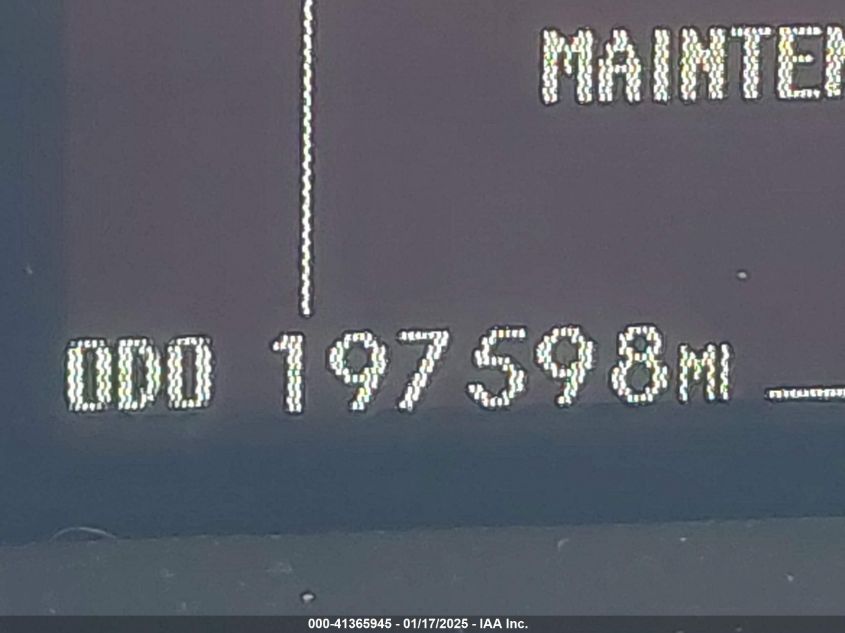 MAINTEN
ODO 197598MI
000-41365945 - 01/17/2025 - IAA Inc.